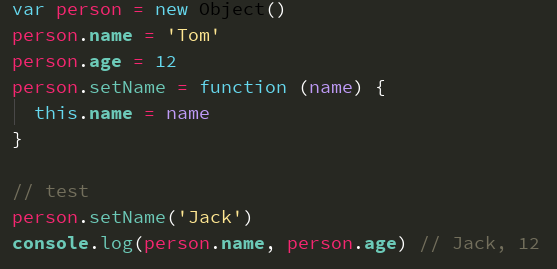 var person = new Object()
person.name = 'Tom'
person.age = 12
person.setName = function (name) {
  this.name = name
}
// test
person.setName('Jack')
console.log(person.name, person.age) // Jack, 12